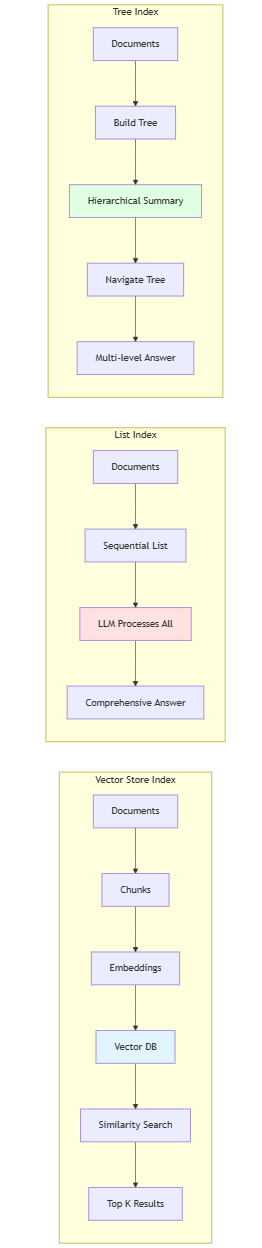 Tree Index
Documents
Build Tree
Hierarchical Summary
Navigate Tree
Multi-level Answer
List Index
Documents
Sequential List
LLM Processes All
Comprehensive Answer
Vector Store Index
Documents
Chunks
Embeddings
Vector DB
Similarity Search
Top K Results